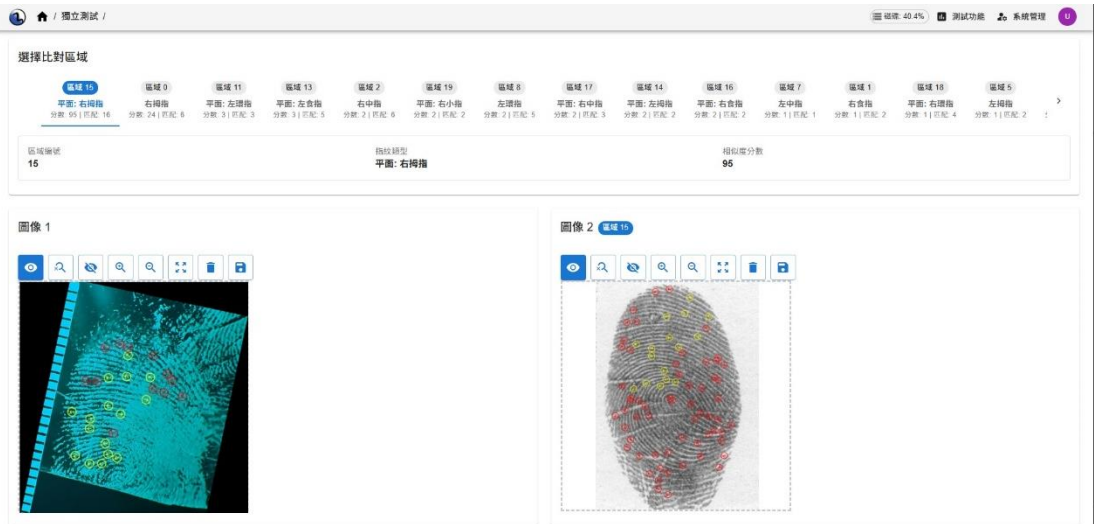 / 獨立測試 /
磁碟: 40.4%
測試功能
系統管理
U
選擇比對區域
區域 15
平面: 右拇指
分數: 95 | 匹配: 16
區域 0
右拇指
分數: 24 | 匹配: 6
區域 11
平面: 左環指
分數: 3 | 匹配: 3
區域 13
平面: 左食指
分數: 3 | 匹配: 5
區域 2
右中指
分數: 2 | 匹配: 6
區域 19
平面: 右小指
分數: 2 | 匹配: 2
區域 8
左環指
分數: 2 | 匹配: 5
區域 17
平面: 右中指
分數: 2 | 匹配: 3
區域 14
平面: 左拇指
分數: 2 | 匹配: 2
區域 16
平面: 右食指
分數: 2 | 匹配: 2
區域 7
左中指
分數: 1 | 匹配: 1
區域 1
右食指
分數: 1 | 匹配: 2
區域 18
平面: 右環指
分數: 1 | 匹配: 4
區域 5
左拇指
分數: 1 | 匹配: 2
區域編號
15
指紋類型
平面: 右拇指
相似度分數
95
圖像 1
圖像 2 區域 15